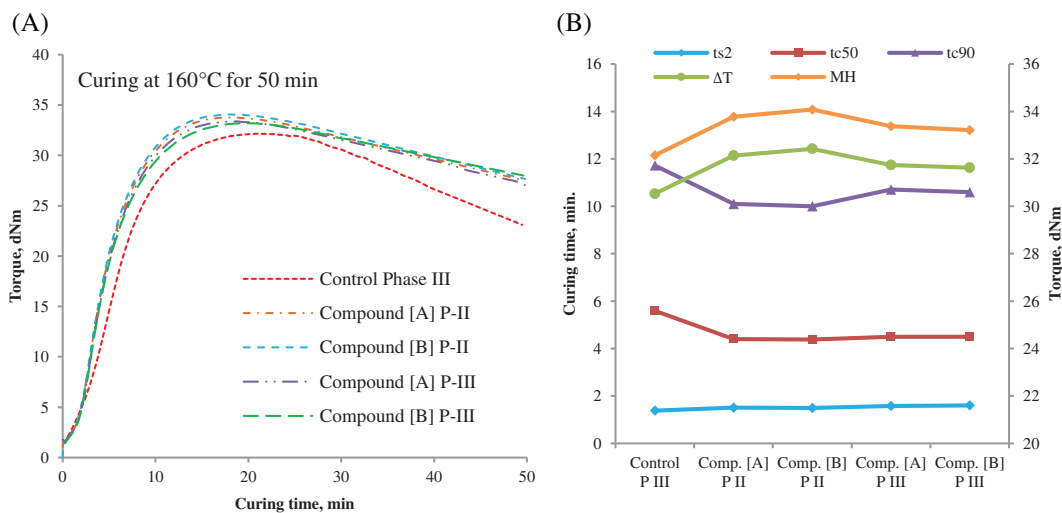 (A)
Curing at 160°C for 50 min
Torque, dNm
40
35
30
25
20
15
10
5
0
0 10 20 30 40 50
Curing time, min
Control Phase III
Compound [A] P-II
Compound [B] P-II
Compound [A] P-III
Compound [B] P-III
(B)
ts2 tc50 tc90
ΔT MH
Curing time, min.
16
14
12
10
8
6
4
2
0
36
34
32
30
28
26
24
22
20
Torque, dNm
Control Comp. [A] Comp. [B] Comp. [A] Comp. [B]
P III P II P II P III P III